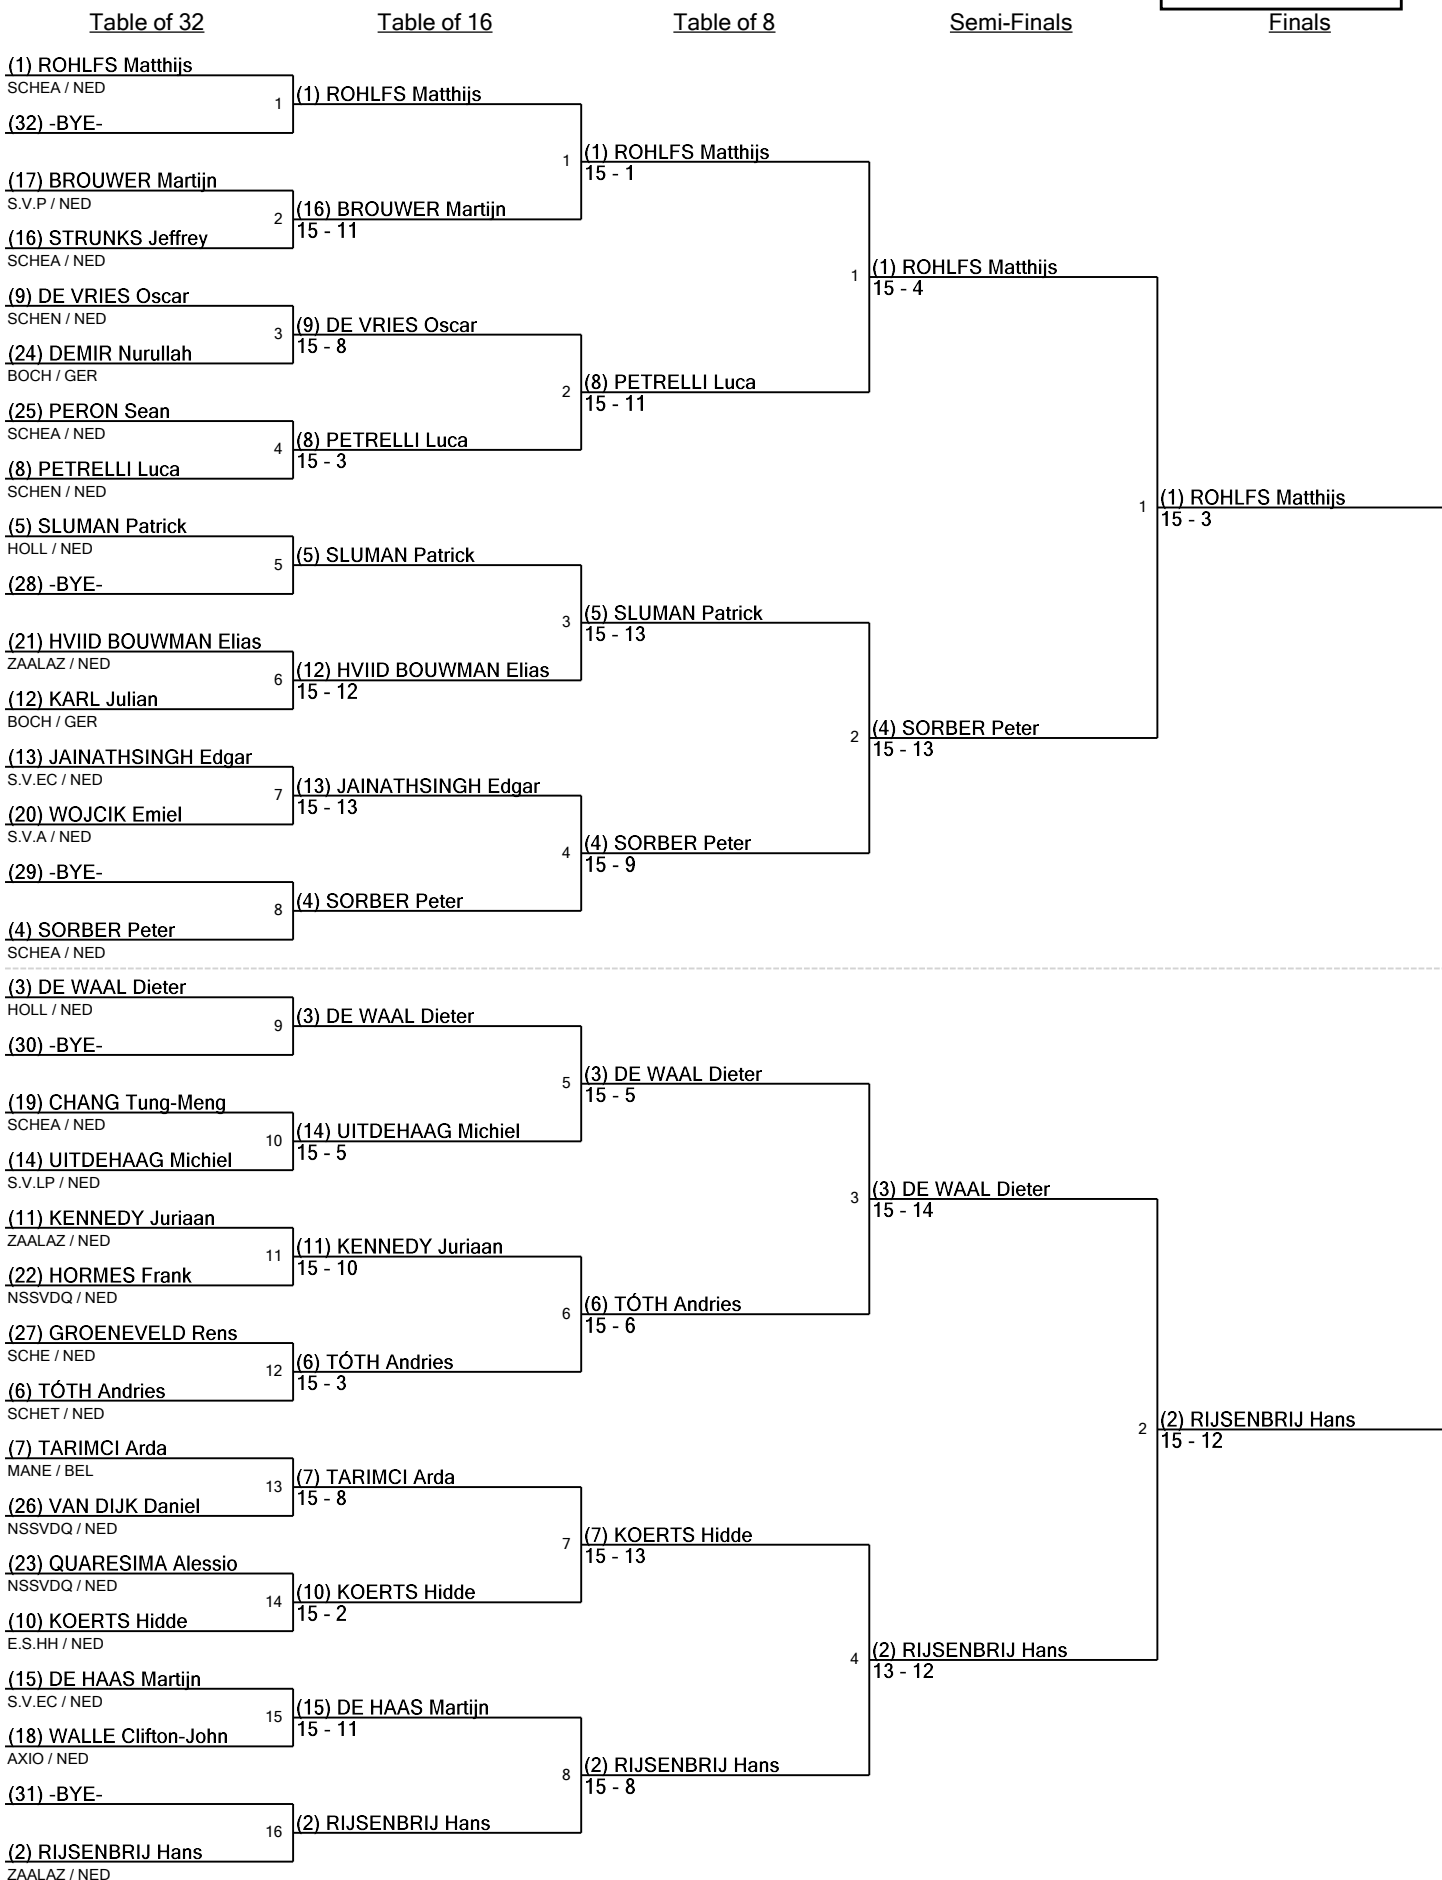 Table of 32
Table of 16
Table of 8
Semi-Finals
Finals
(1) ROHLFS Matthijs
SCHEA / NED
1
(32) -BYE-
(17) BROUWER Martijn
S.V.P / NED
2
(16) STRUNKS Jeffrey
SCHEA / NED
(9) DE VRIES Oscar
SCHEN / NED
3
(24) DEMIR Nurullah
BOCH / GER
(25) PERON Sean
SCHEA / NED
4
(8) PETRELLI Luca
SCHEN / NED
(5) SLUMAN Patrick
HOLL / NED
5
(28) -BYE-
(21) HVIID BOUWMAN Elias
ZAALAZ / NED
6
(12) KARL Julian
BOCH / GER
(13) JAINATHSINGH Edgar
S.V.EC / NED
7
(20) WOJCIK Emiel
S.V.A / NED
(29) -BYE-
8
(4) SORBER Peter
SCHEA / NED
(3) DE WAAL Dieter
HOLL / NED
9
(30) -BYE-
(19) CHANG Tung-Meng
SCHEA / NED
10
(14) UITDEHAAG Michiel
S.V.LP / NED
(11) KENNEDY Juriaan
ZAALAZ / NED
11
(22) HORMES Frank
NSSVDQ / NED
(27) GROENEVELD Rens
SCHE / NED
12
(6) TÓTH Andries
SCHET / NED
(7) TARIMCI Arda
MANE / BEL
13
(26) VAN DIJK Daniel
NSSVDQ / NED
(23) QUARESIMA Alessio
NSSVDQ / NED
14
(10) KOERTS Hidde
E.S.HH / NED
(15) DE HAAS Martijn
S.V.EC / NED
15
(18) WALLE Clifton-John
AXIO / NED
(31) -BYE-
16
(2) RIJSENBRIJ Hans
ZAALAZ / NED
(1) ROHLFS Matthijs
1
(16) BROUWER Martijn
15 - 11
(9) DE VRIES Oscar
15 - 8
2
(8) PETRELLI Luca
15 - 3
(5) SLUMAN Patrick
3
(12) HVIID BOUWMAN Elias
15 - 12
(13) JAINATHSINGH Edgar
15 - 13
4
(4) SORBER Peter
(3) DE WAAL Dieter
5
(14) UITDEHAAG Michiel
15 - 5
(11) KENNEDY Juriaan
15 - 10
6
(6) TÓTH Andries
15 - 3
(7) TARIMCI Arda
15 - 8
7
(10) KOERTS Hidde
15 - 2
(15) DE HAAS Martijn
15 - 11
8
(2) RIJSENBRIJ Hans
(1) ROHLFS Matthijs
15 - 1
1
(8) PETRELLI Luca
15 - 11
(5) SLUMAN Patrick
15 - 13
2
(4) SORBER Peter
15 - 9
(3) DE WAAL Dieter
15 - 5
3
(6) TÓTH Andries
15 - 6
(7) KOERTS Hidde
15 - 13
4
(2) RIJSENBRIJ Hans
15 - 8
(1) ROHLFS Matthijs
15 - 4
1
(4) SORBER Peter
15 - 13
(3) DE WAAL Dieter
15 - 14
2
(2) RIJSENBRIJ Hans
13 - 12
(1) ROHLFS Matthijs
15 - 3
(2) RIJSENBRIJ Hans
15 - 12